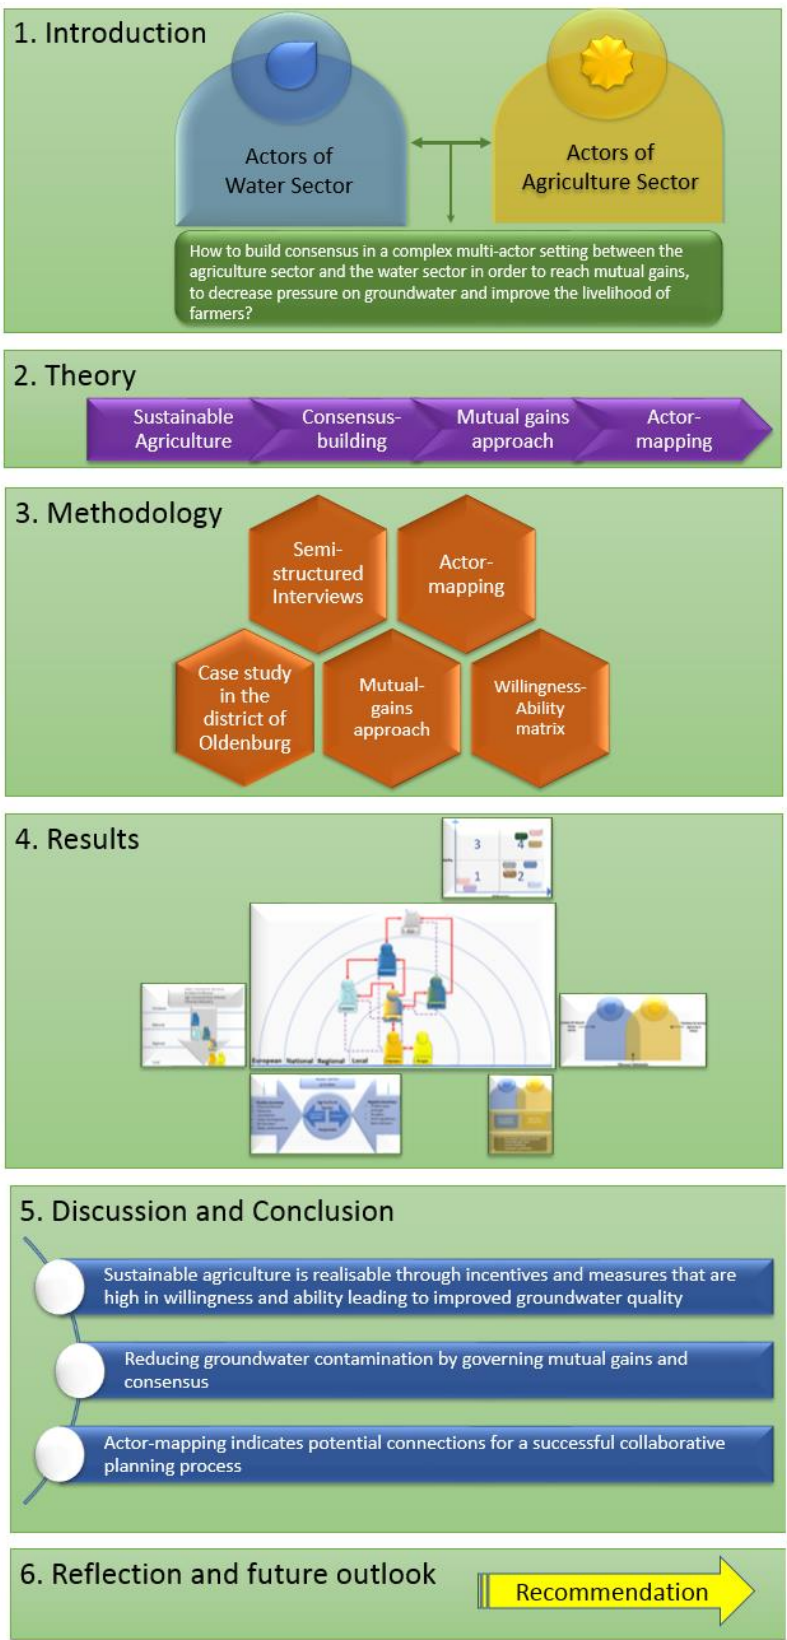 1. Introduction
Actors of
Water Sector
Actors of
Agriculture Sector
How to build consensus in a complex multi-actor setting between the
agriculture sector and the water sector in order to reach mutual gains,
to decrease pressure on groundwater and improve the livelihood of
farmers?
2. Theory
Sustainable
Agriculture
Consensus-
building
Mutual gains
approach
Actor-
mapping
3. Methodology
Semi-
structured
Interviews
Actor-
mapping
Case study
in the
district of
Oldenburg
Mutual-
gains
approach
Willingness-
Ability
matrix
4. Results
3
4
1
2
European National Regional Local
5. Discussion and Conclusion
Sustainable agriculture is realisable through incentives and measures that are
high in willingness and ability leading to improved groundwater quality
Reducing groundwater contamination by governing mutual gains and
consensus
Actor-mapping indicates potential connections for a successful collaborative
planning process
6. Reflection and future outlook
Recommendation